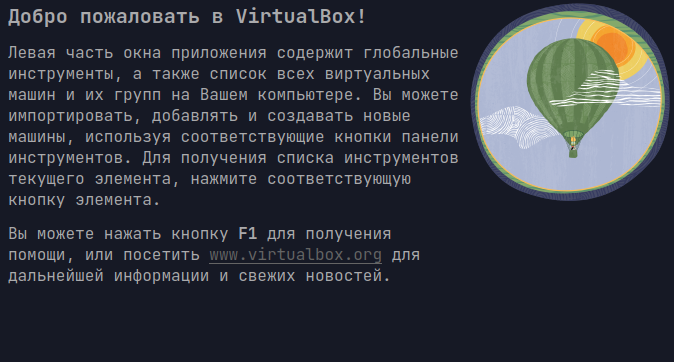 Добро пожаловать в VirtualBox!
Левая часть окна приложения содержит глобальные
инструменты, а также список всех виртуальных
машин и их групп на Вашем компьютере. Вы можете
импортировать, добавлять и создавать новые
машины, используя соответствующие кнопки панели
инструментов. Для получения списка инструментов
текущего элемента, нажмите соответствующую
кнопку элемента.
Вы можете нажать кнопку F1 для получения
помощи, или посетить www.virtualbox.org для
дальнейшей информации и свежих новостей.